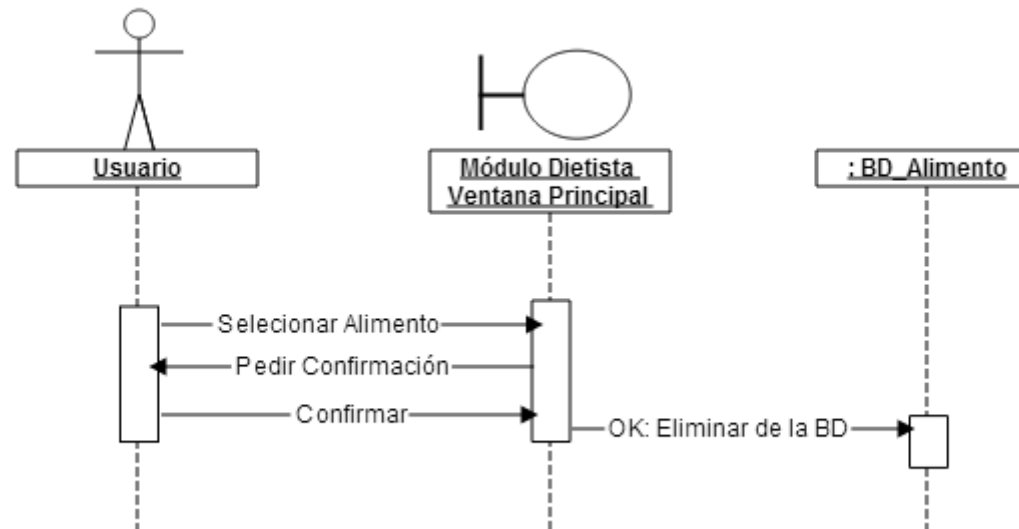 Usuario
Módulo Dietista
Ventana Principal
: BD_Alimento
Selecionar Alimento
Pedir Confirmación
Confirmar
OK: Eliminar de la BD